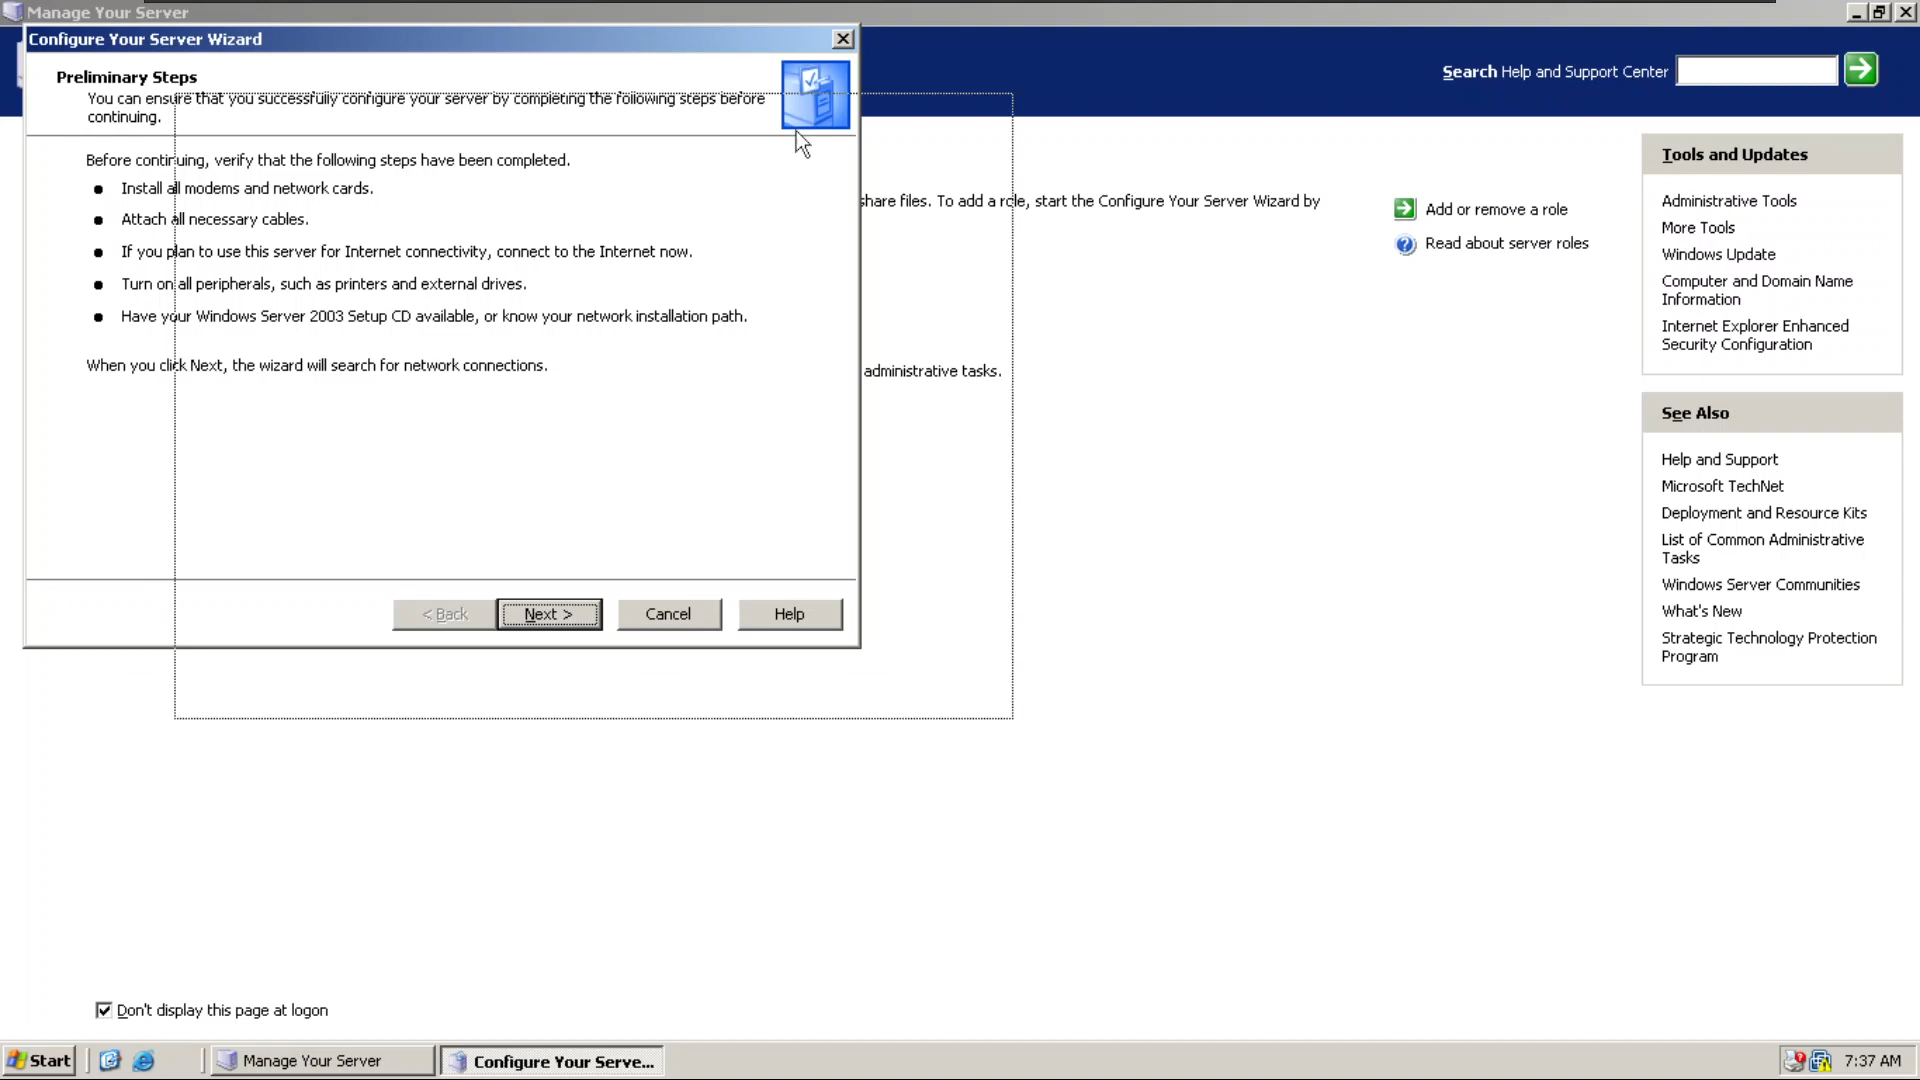 Manage Your Server
Configure Your Server Wizard
Preliminary Steps
You can ensure that you successfully configure your server by completing the following steps before
continuing.
Before continuing, verify that the following steps have been completed.
Install all modems and network cards.
Attach all necessary cables.
If you plan to use this server for Internet connectivity, connect to the Internet now.
Turn on all peripherals, such as printers and external drives.
Have your Windows Server 2003 Setup CD available, or know your network installation path.
When you click Next, the wizard will search for network connections.
< Back
Next >
Cancel
Help
share files. To add a role, start the Configure Your Server Wizard by
administrative tasks.
Add or remove a role
Read about server roles
Search Help and Support Center
Tools and Updates
Administrative Tools
More Tools
Windows Update
Computer and Domain Name
Information
Internet Explorer Enhanced
Security Configuration
See Also
Help and Support
Microsoft TechNet
Deployment and Resource Kits
List of Common Administrative
Tasks
Windows Server Communities
What's New
Strategic Technology Protection
Program
Don't display this page at logon
Start
Manage Your Server
Configure Your Serve...
7:37 AM